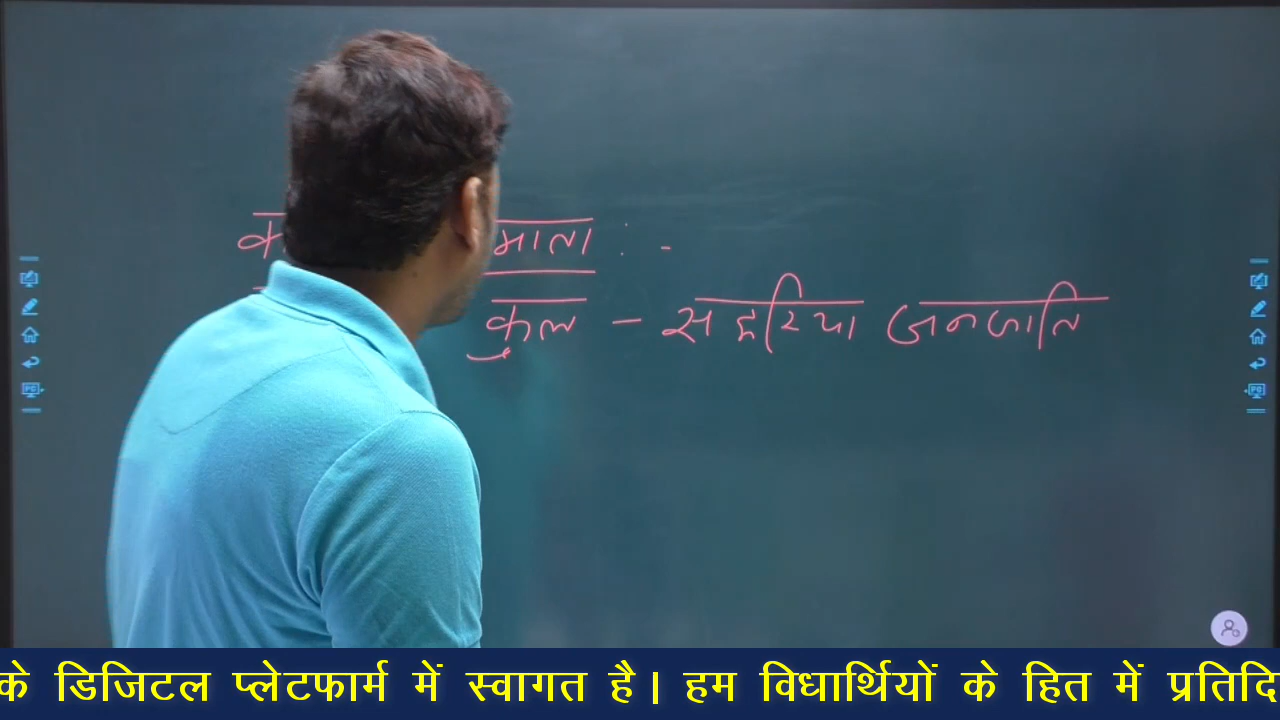 माता : -
कुल - सहरिया जनजाति
के डिजिटल प्लेटफार्म में स्वागत है। हम विधार्थियों के हित में प्रतिदि